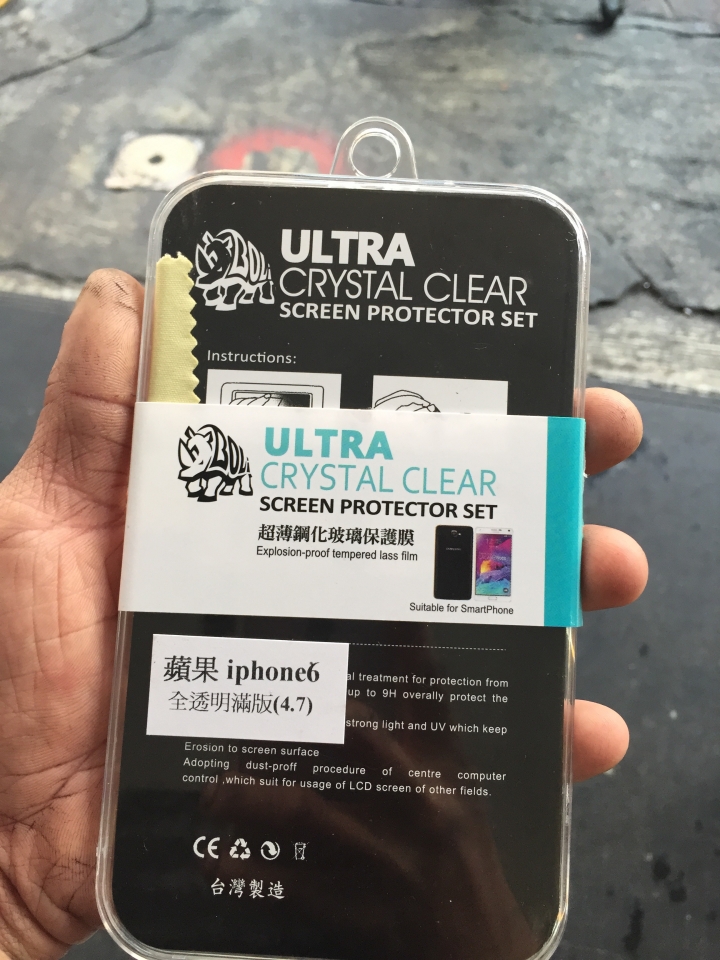 BOLI
ULTRA
CRYSTAL CLEAR
SCREEN PROTECTOR SET
Instructions:
BOLI
ULTRA
CRYSTAL CLEAR
SCREEN PROTECTOR SET
超薄鋼化玻璃保護膜
Explosion-proof tempered lass film
Suitable for SmartPhone
蘋果 iphone6
全透明滿版(4.7)
al treatment for protection from
up to 9H overally protect the
strong light and UV which keep
Erosion to screen surface
Adopting dust-proff procedure of centre computer
control ,which suit for usage of LCD screen of other fields.
CE
台灣製造